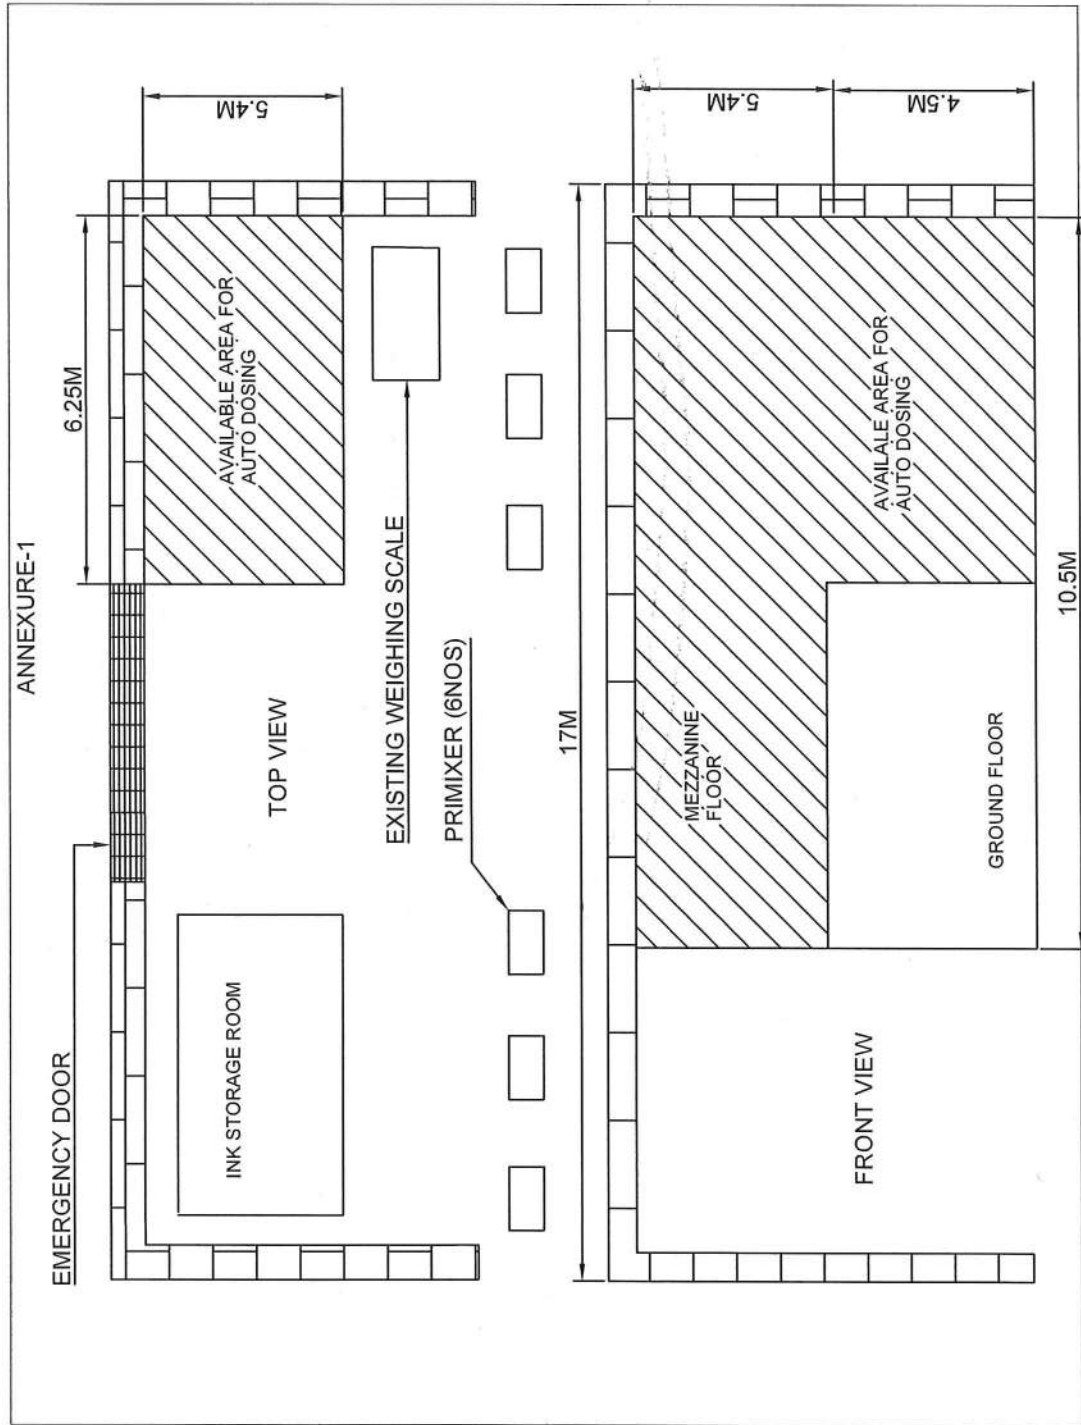 ANNEXURE-1
EMERGENCY DOOR
6.25M
5.4M
AVAILABLE AREA FOR
AUTO DOSING
TOP VIEW
INK STORAGE ROOM
EXISTING WEIGHING SCALE
PRIMIXER (6NOS)
17M
5.4M
4.5M
MEZZANINE
FLOOR
AVAILALE AREA FOR
AUTO DOSING
GROUND FLOOR
FRONT VIEW
10.5M